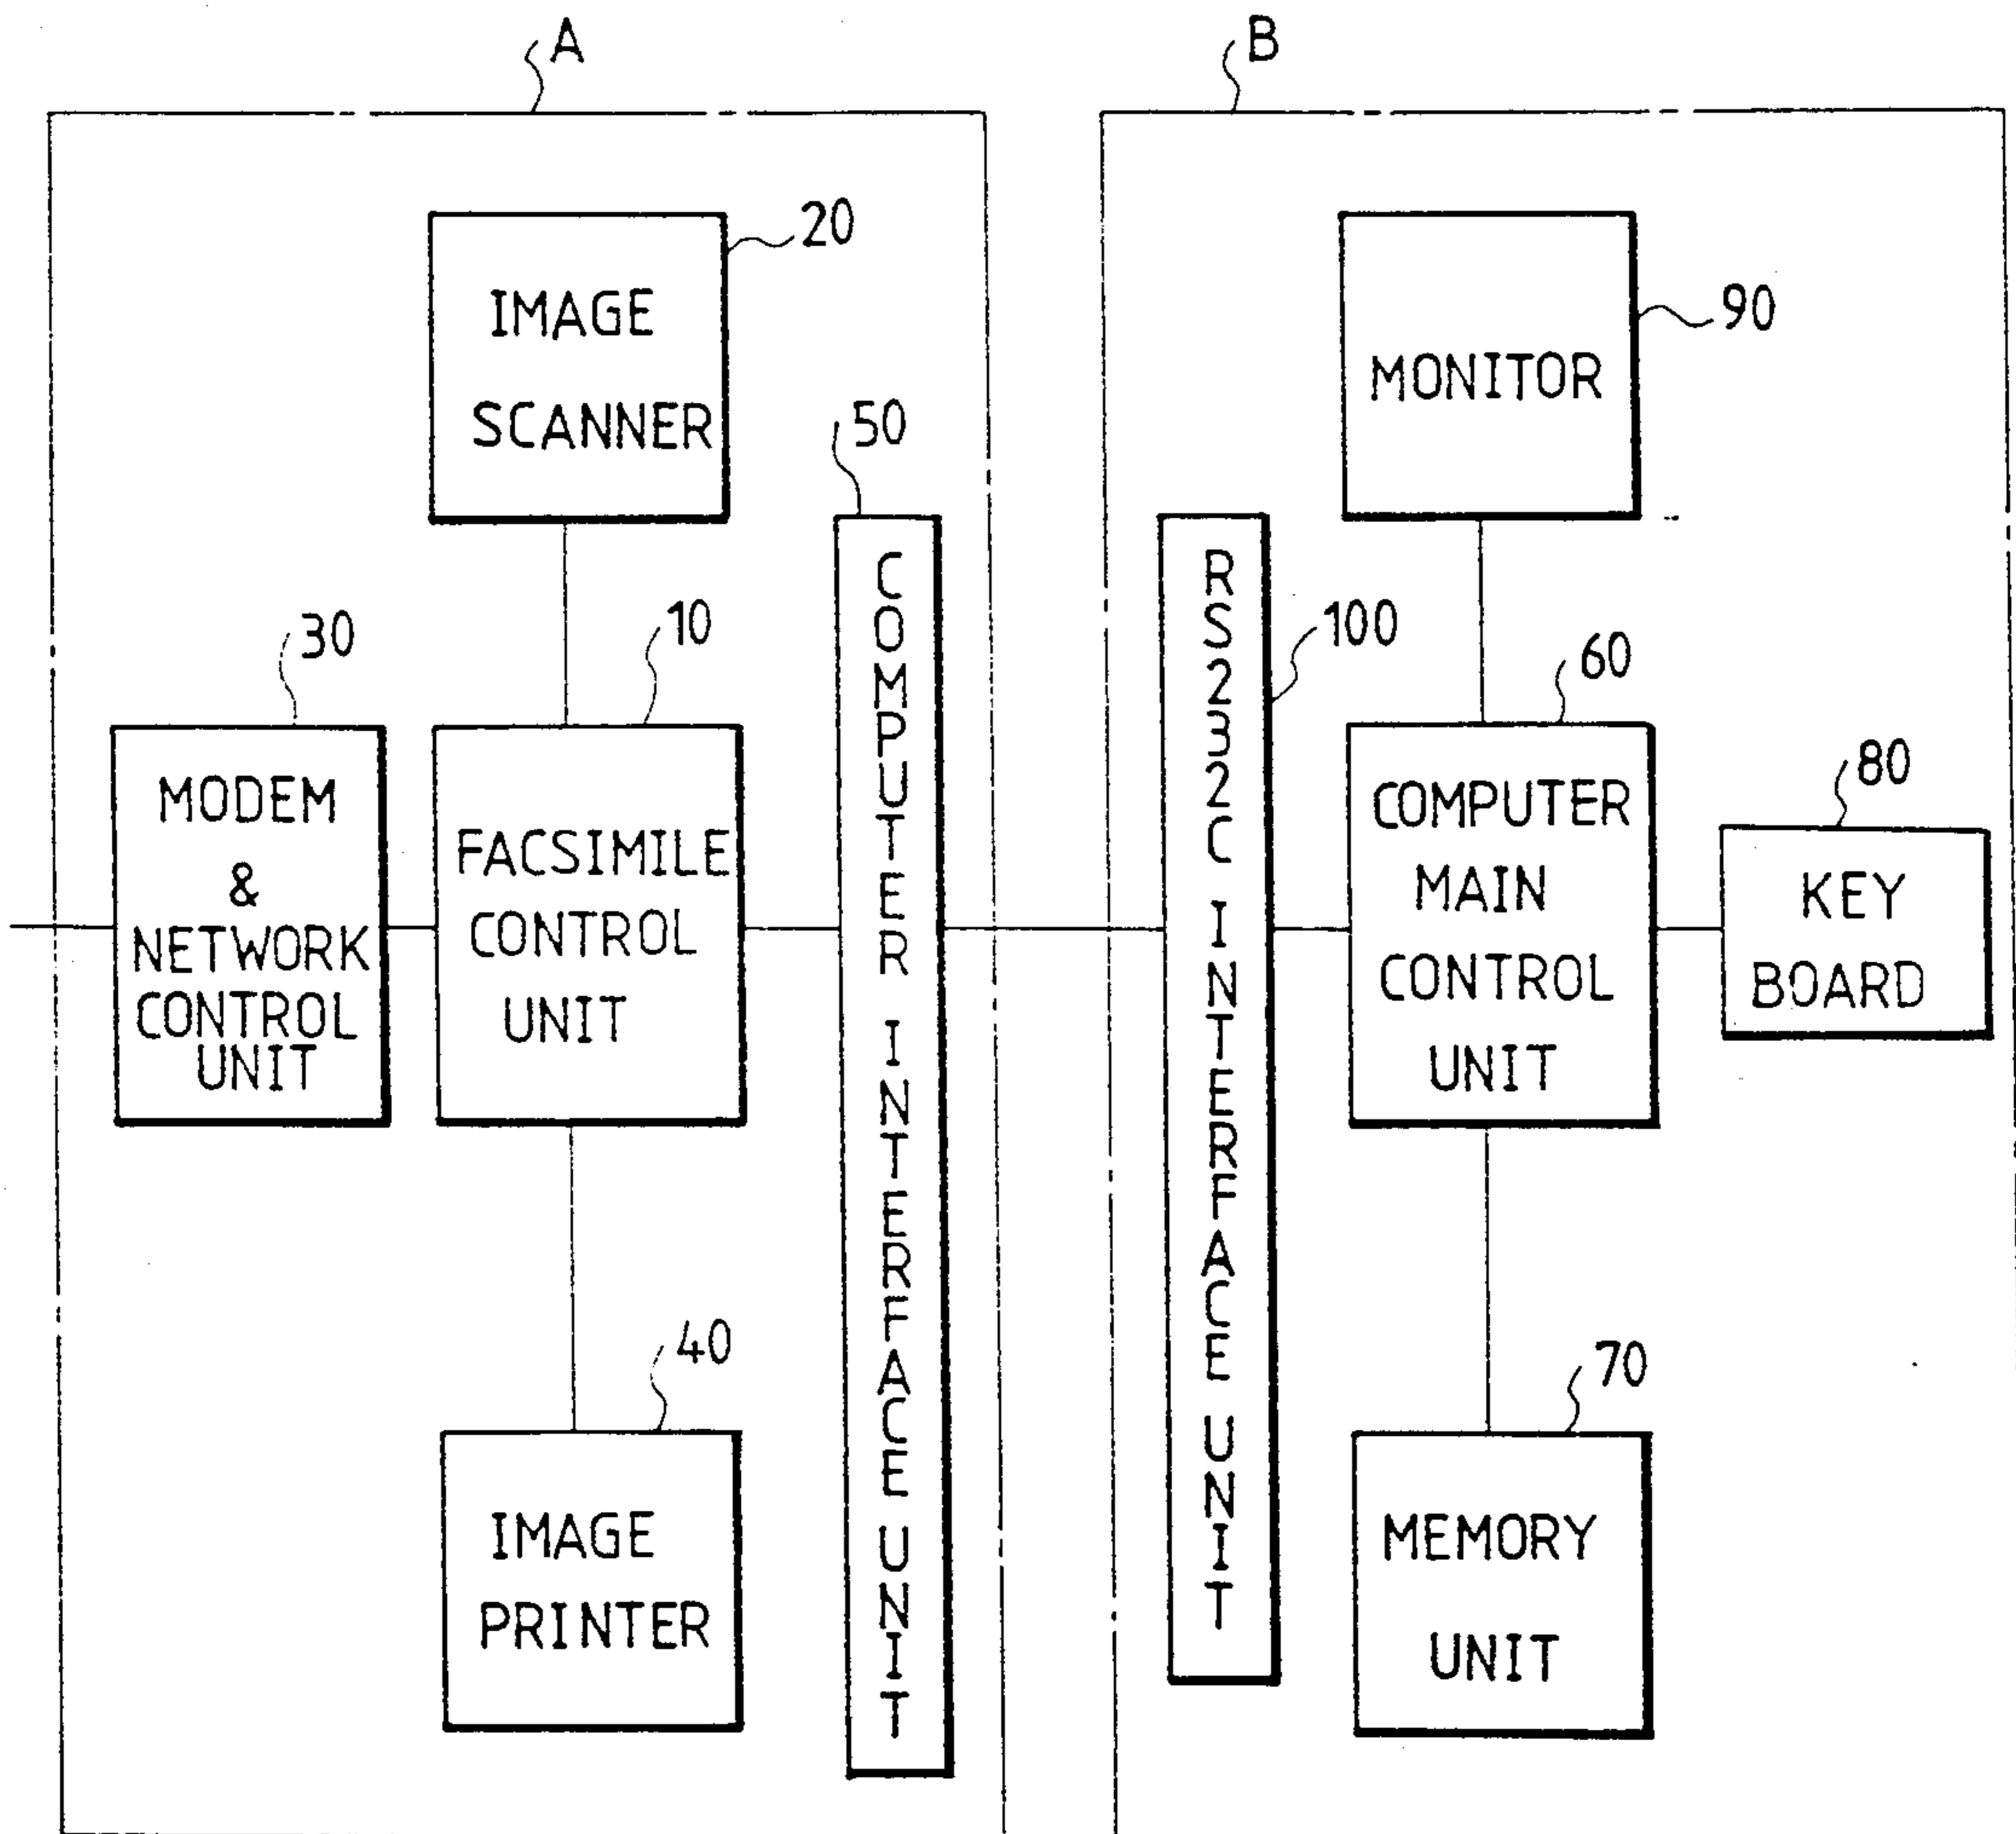 A
B
20
IMAGE
SCANNER
90
MONITOR
50
COMPUTER INTERFACE UNIT
RS232C INTERFACE UNIT
100
30
MODEM
&
NETWORK
CONTROL
UNIT
10
FACSIMILE
CONTROL
UNIT
60
COMPUTER
MAIN
CONTROL
UNIT
80
KEY
BOARD
40
IMAGE
PRINTER
70
MEMORY
UNIT